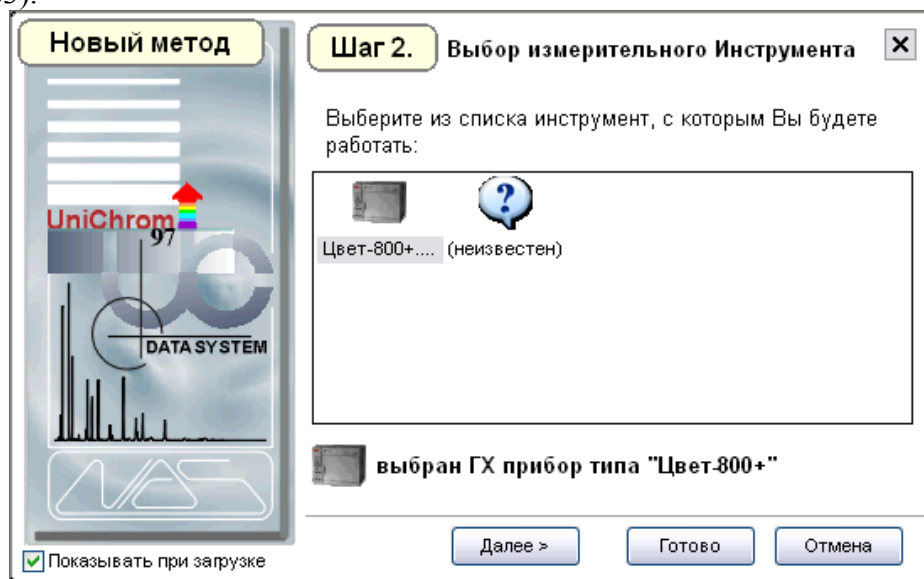 Новый метод
Шаг 2. Выбор измерительного Инструмента
Выберите из списка инструмент, с которым Вы будете
работать:
UniChrom
97
DATA SYSTEM
Цвет-800+.... (неизвестен)
выбран ГХ прибор типа "Цвет-800+"
Показывать при загрузке
Далее >
Готово
Отмена